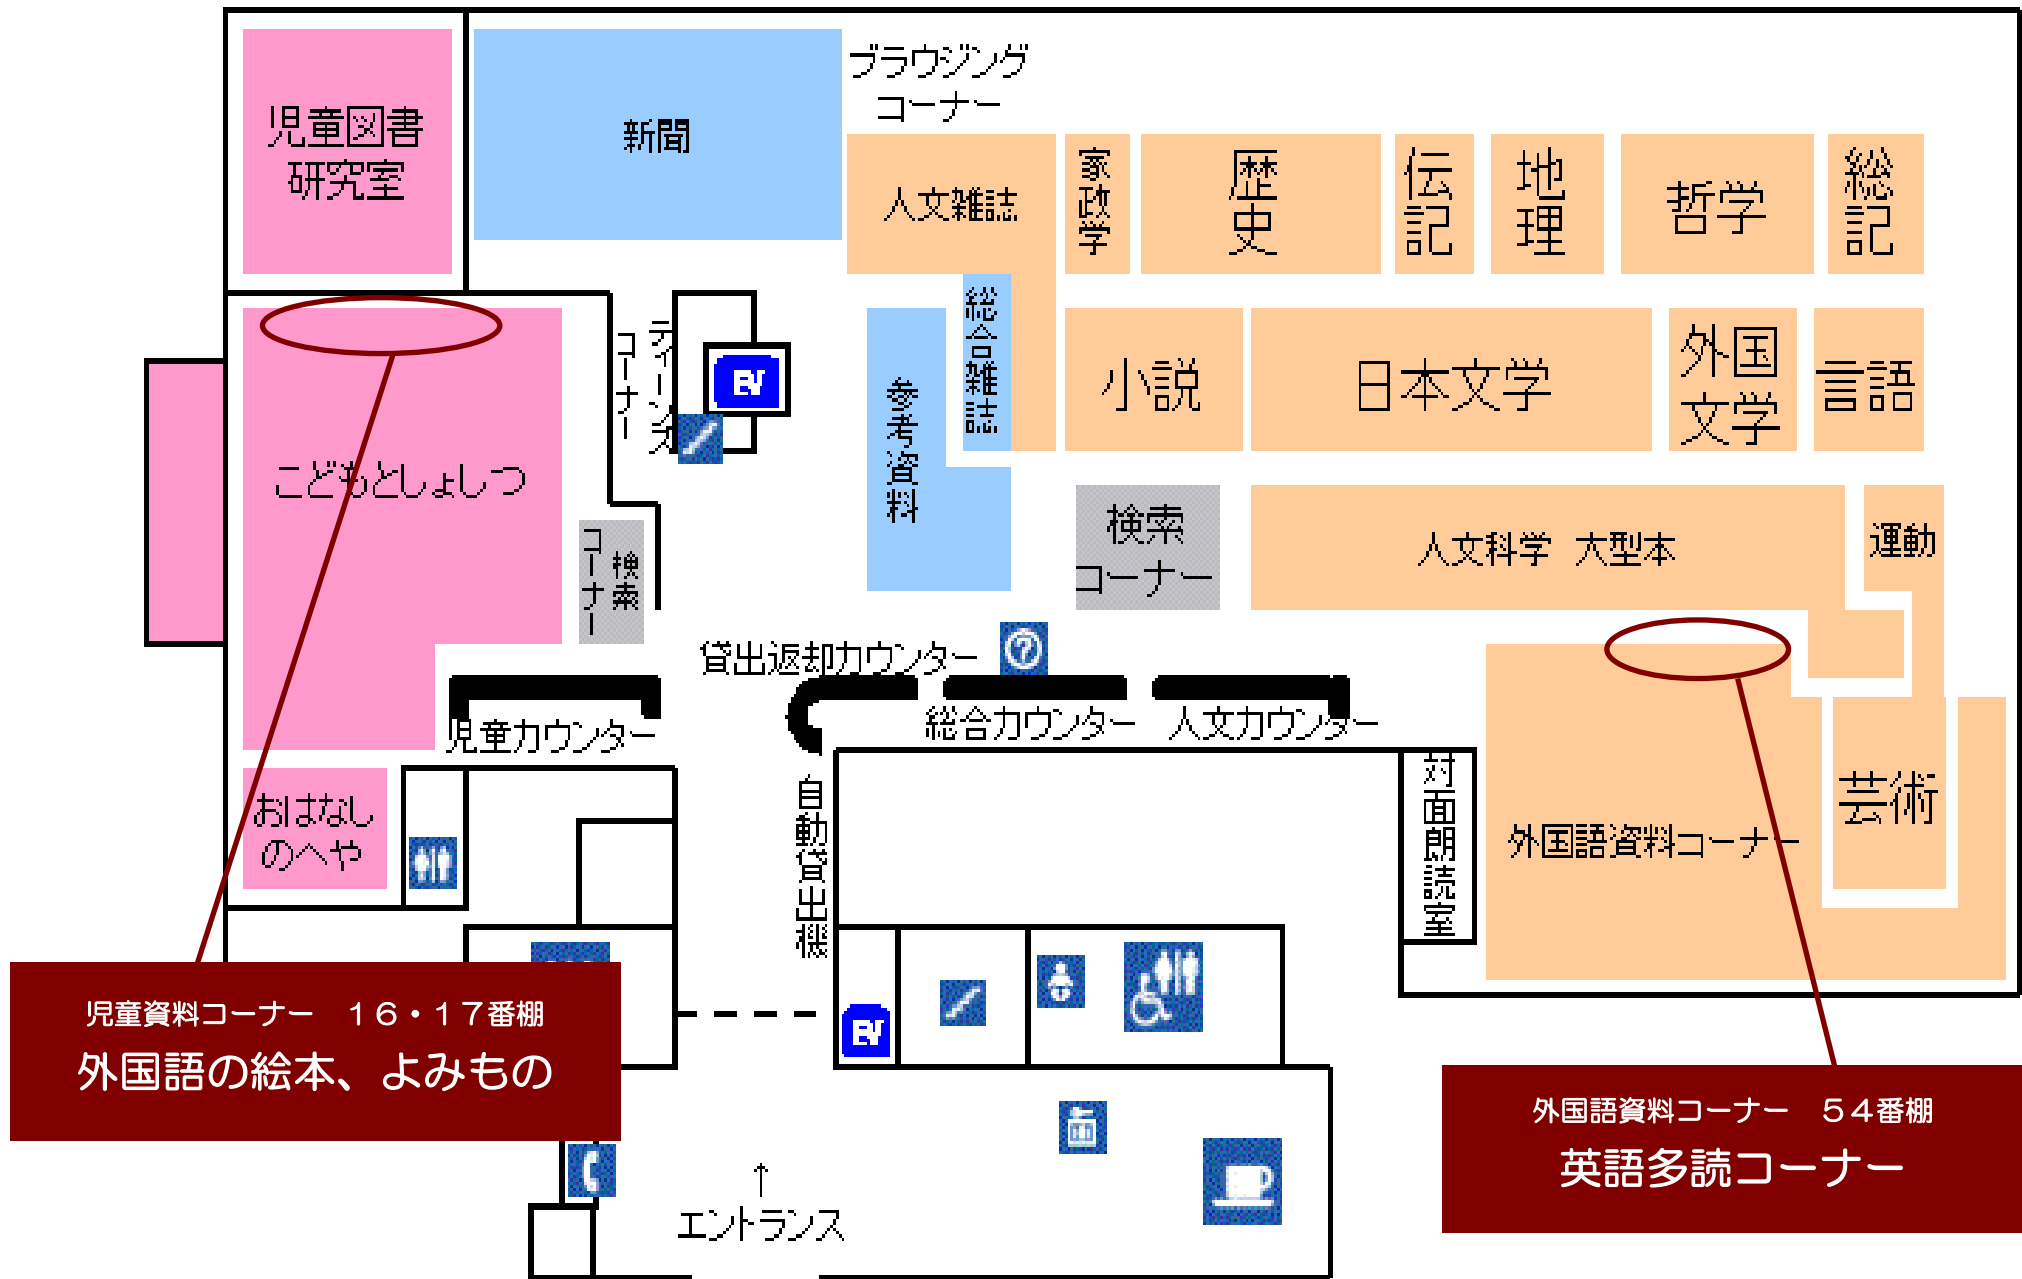 児童図書
研究室
新聞
ブラウジング
コーナー
人文雑誌
家政学
歴史
伝記
地理
哲学
総記
総合雑誌
参考資料
小説
日本文学
外国
文学
言語
ティーンズ
コーナー
EV
こどもとしょしつ
検索
コーナー
検索
コーナー
人文科学 大型本
運動
貸出返却カウンター
児童カウンター
総合カウンター
人文カウンター
自動貸出機
対面朗読室
外国語資料コーナー
芸術
おはなし
のへや
EV
児童資料コーナー 16・17番棚
外国語の絵本、よみもの
外国語資料コーナー 54番棚
英語多読コーナー
↑
エントランス